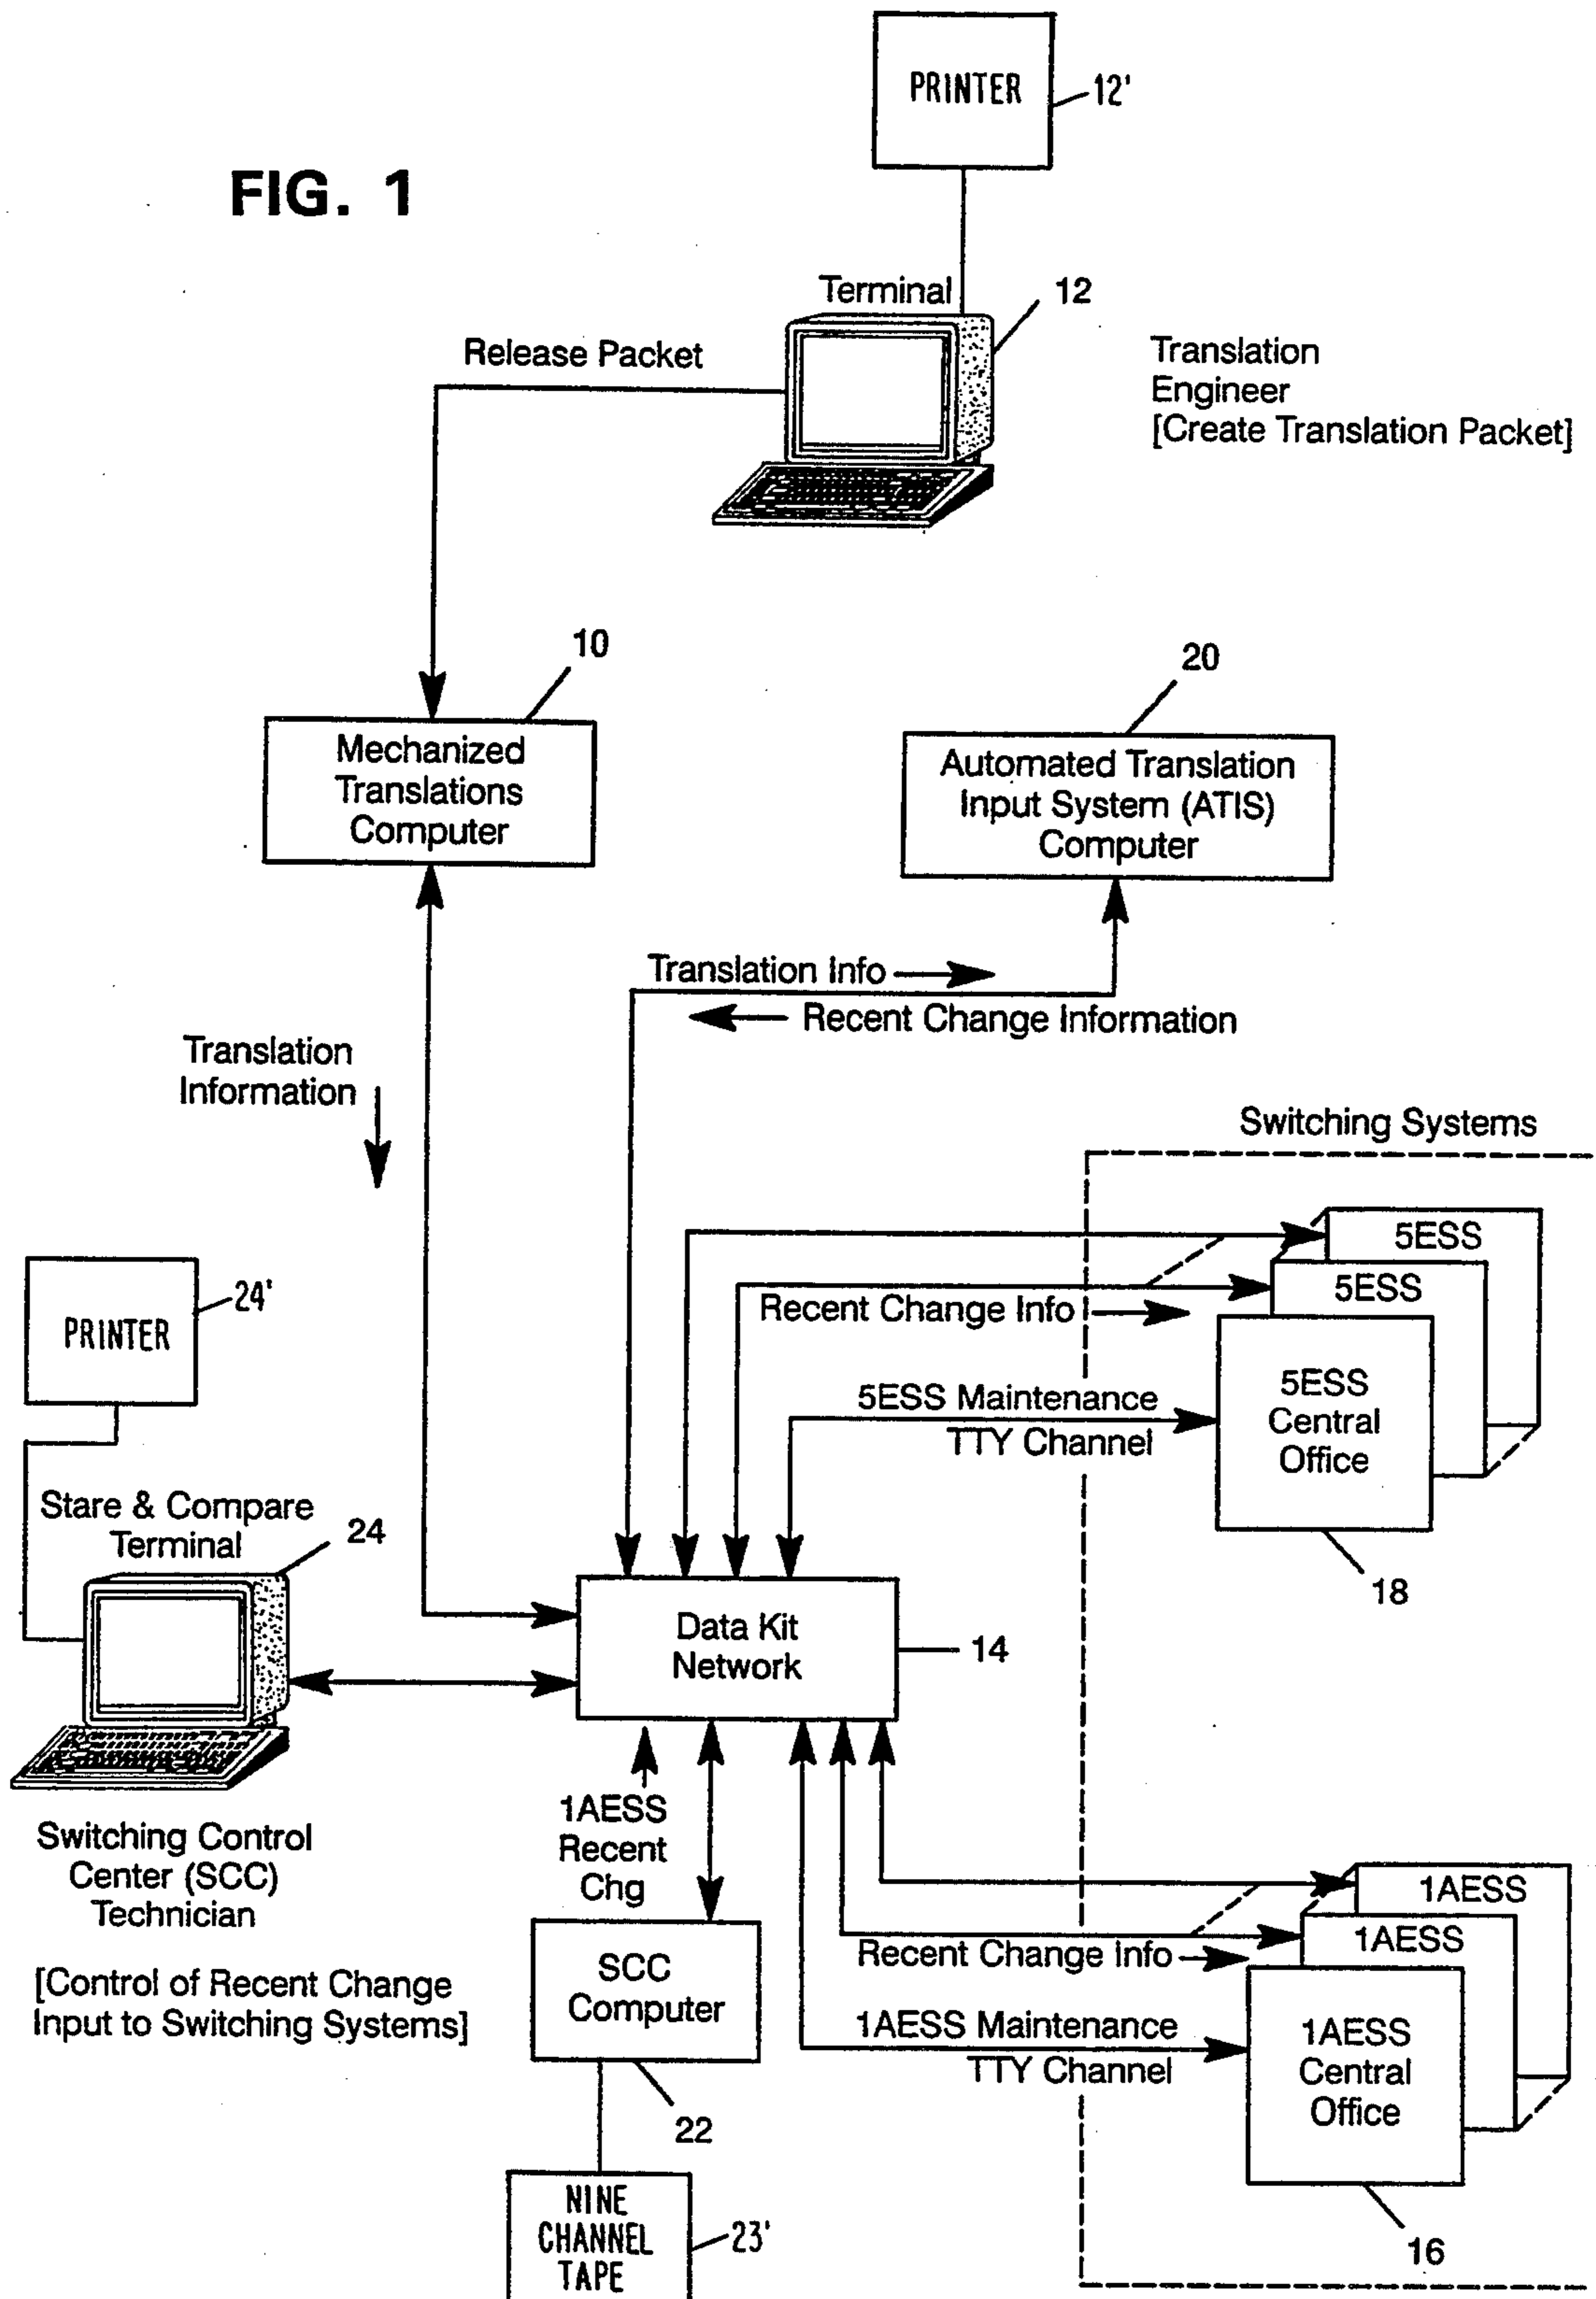 FIG. 1
PRINTER
12'
Terminal
12
Release Packet
Translation
Engineer
[Create Translation Packet]
10
Mechanized
Translations
Computer
20
Automated Translation
Input System (ATIS)
Computer
Translation Info
Recent Change Information
Translation
Information
Switching Systems
5ESS
5ESS
Recent Change Info
5ESS Maintenance
TTY Channel
5ESS
Central
Office
18
PRINTER
24'
Stare & Compare
Terminal
24
Data Kit
Network
14
Switching Control
Center (SCC)
Technician
[Control of Recent Change
Input to Switching Systems]
1AESS
Recent
Chg
SCC
Computer
22
NINE
CHANNEL
TAPE
23'
1AESS
1AESS
Recent Change Info
1AESS Maintenance
TTY Channel
1AESS
Central
Office
16